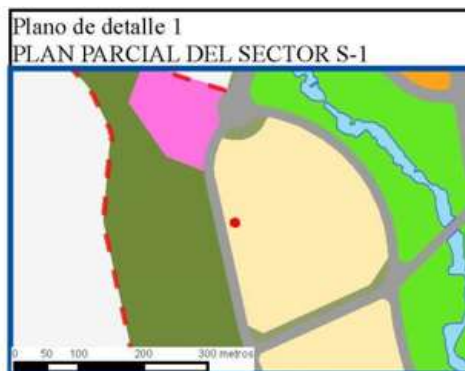 Plano de detalle 1
PLAN PARCIAL DEL SECTOR S-1
0 50 100 200 300 metros